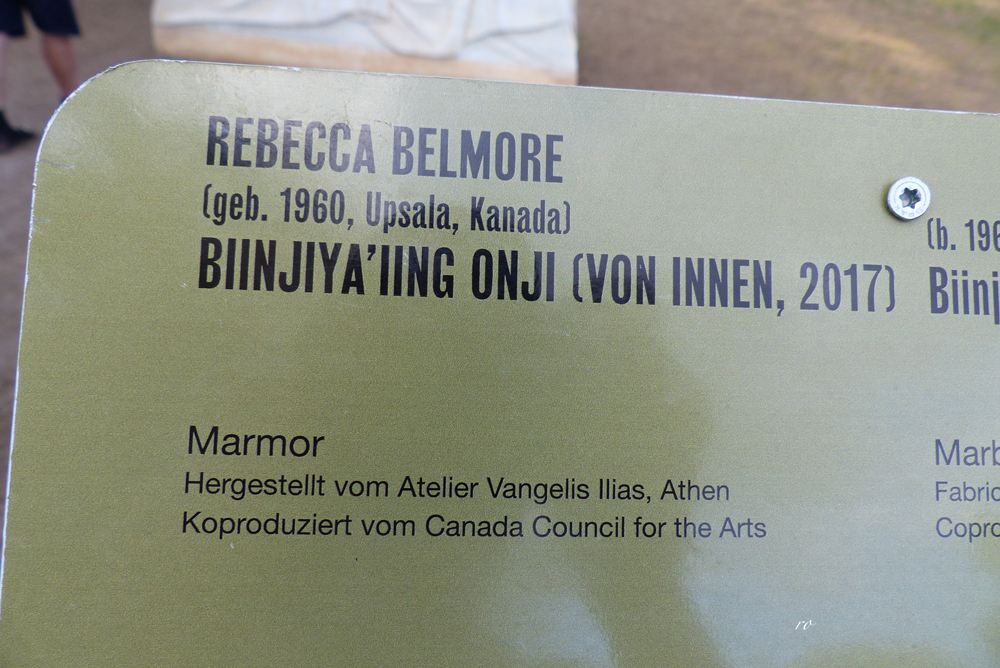 REBECCA BELMORE
(geb. 1960, Upsala, Kanada)
BIINJIYA'IING ONJI (VON INNEN, 2017)
Marmor
Hergestellt vom Atelier Vangelis Ilias, Athen
Koproduziert vom Canada Council for the Arts
(b. 196
Biinj
Marb
Fabric
Copro
ro